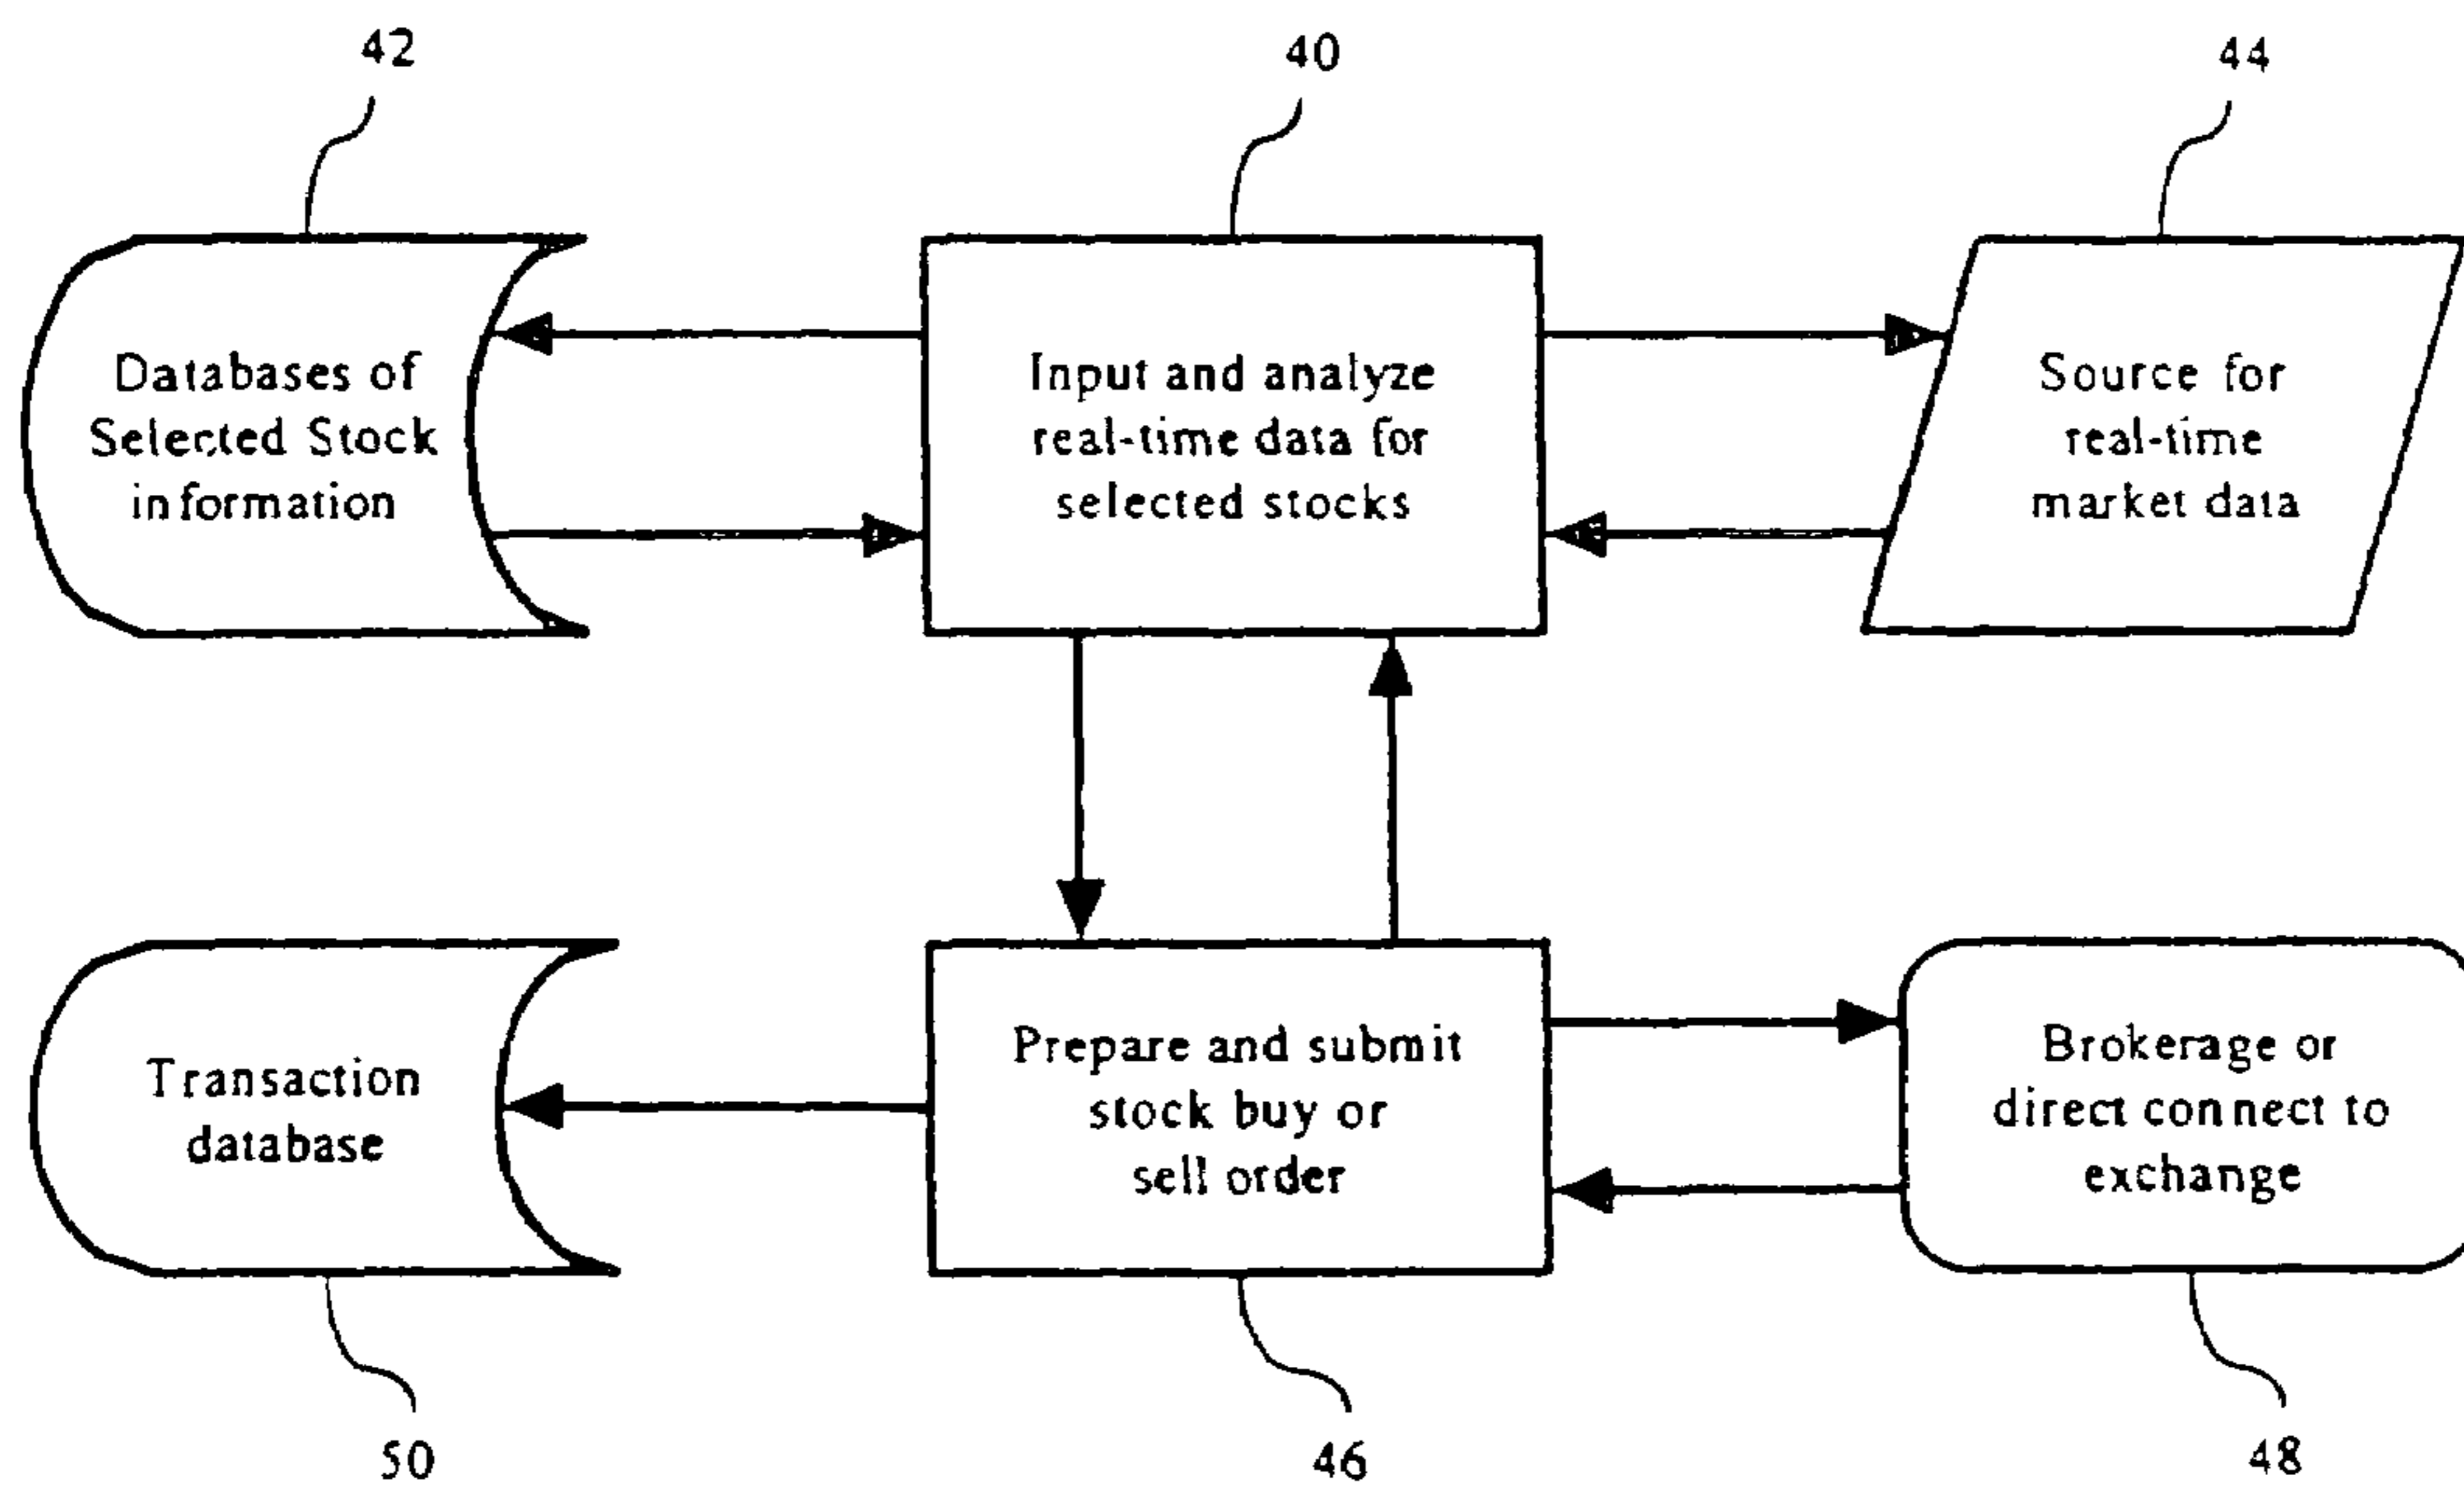 42
40
44
Databases of
Selected Stock
information
Input and analyze
real-time data for
selected stocks
Source for
real-time
market data
Transaction
database
Prepare and submit
stock buy or
sell order
Brokerage or
direct connect to
exchange
50
46
48